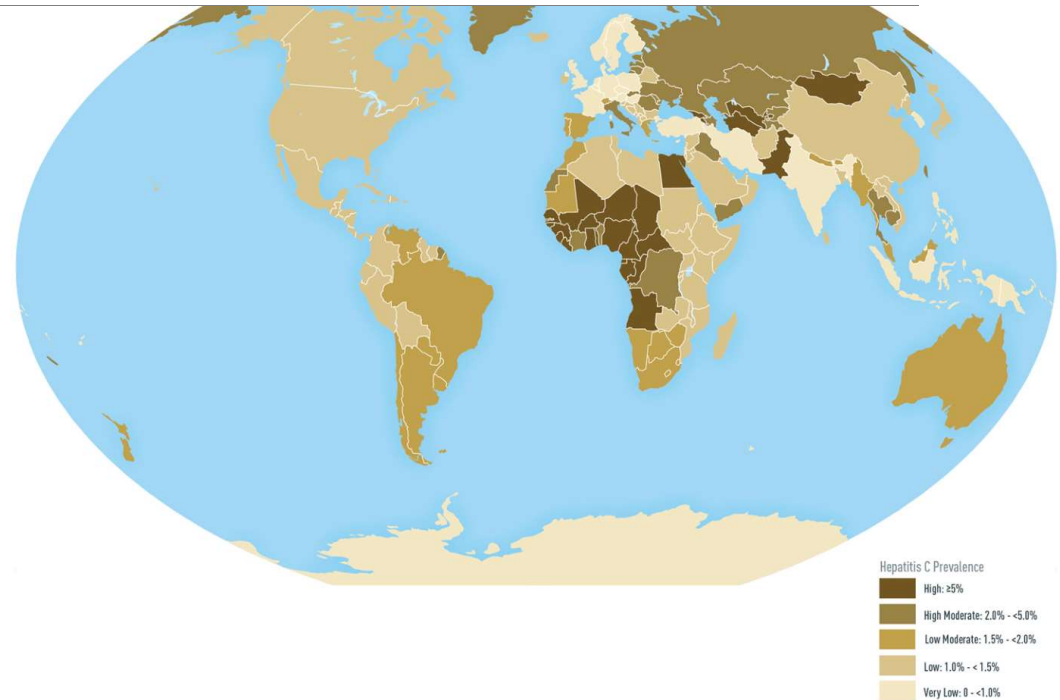 Hepatitis C Prevalence
High: ≥5%
High Moderate: 2.0% - <5.0%
Low Moderate: 1.5% - <2.0%
Low: 1.0% - < 1.5%
Very Low: 0 - <1.0%